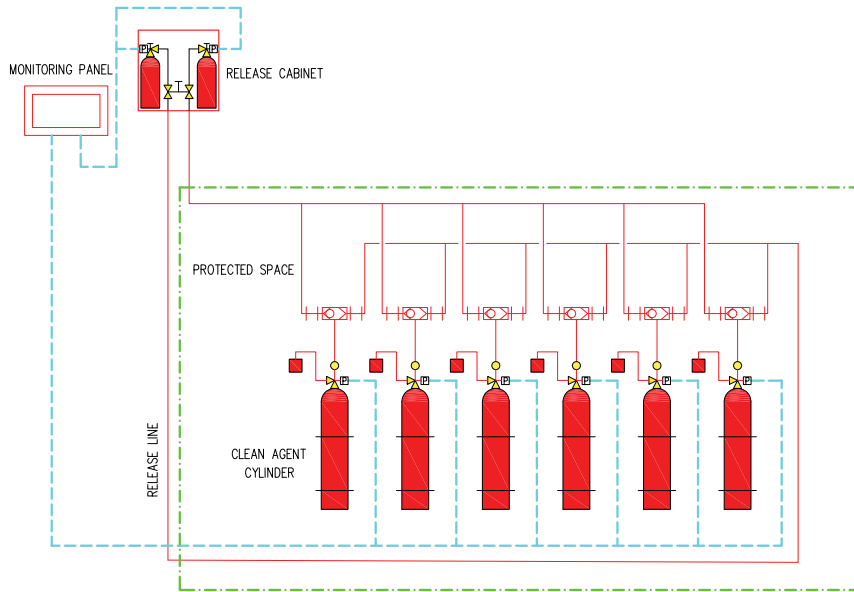 MONITORING PANEL
RELEASE CABINET
P
P
PROTECTED SPACE
P
P
P
P
P
P
CLEAN AGENT
CYLINDER
RELEASE LINE